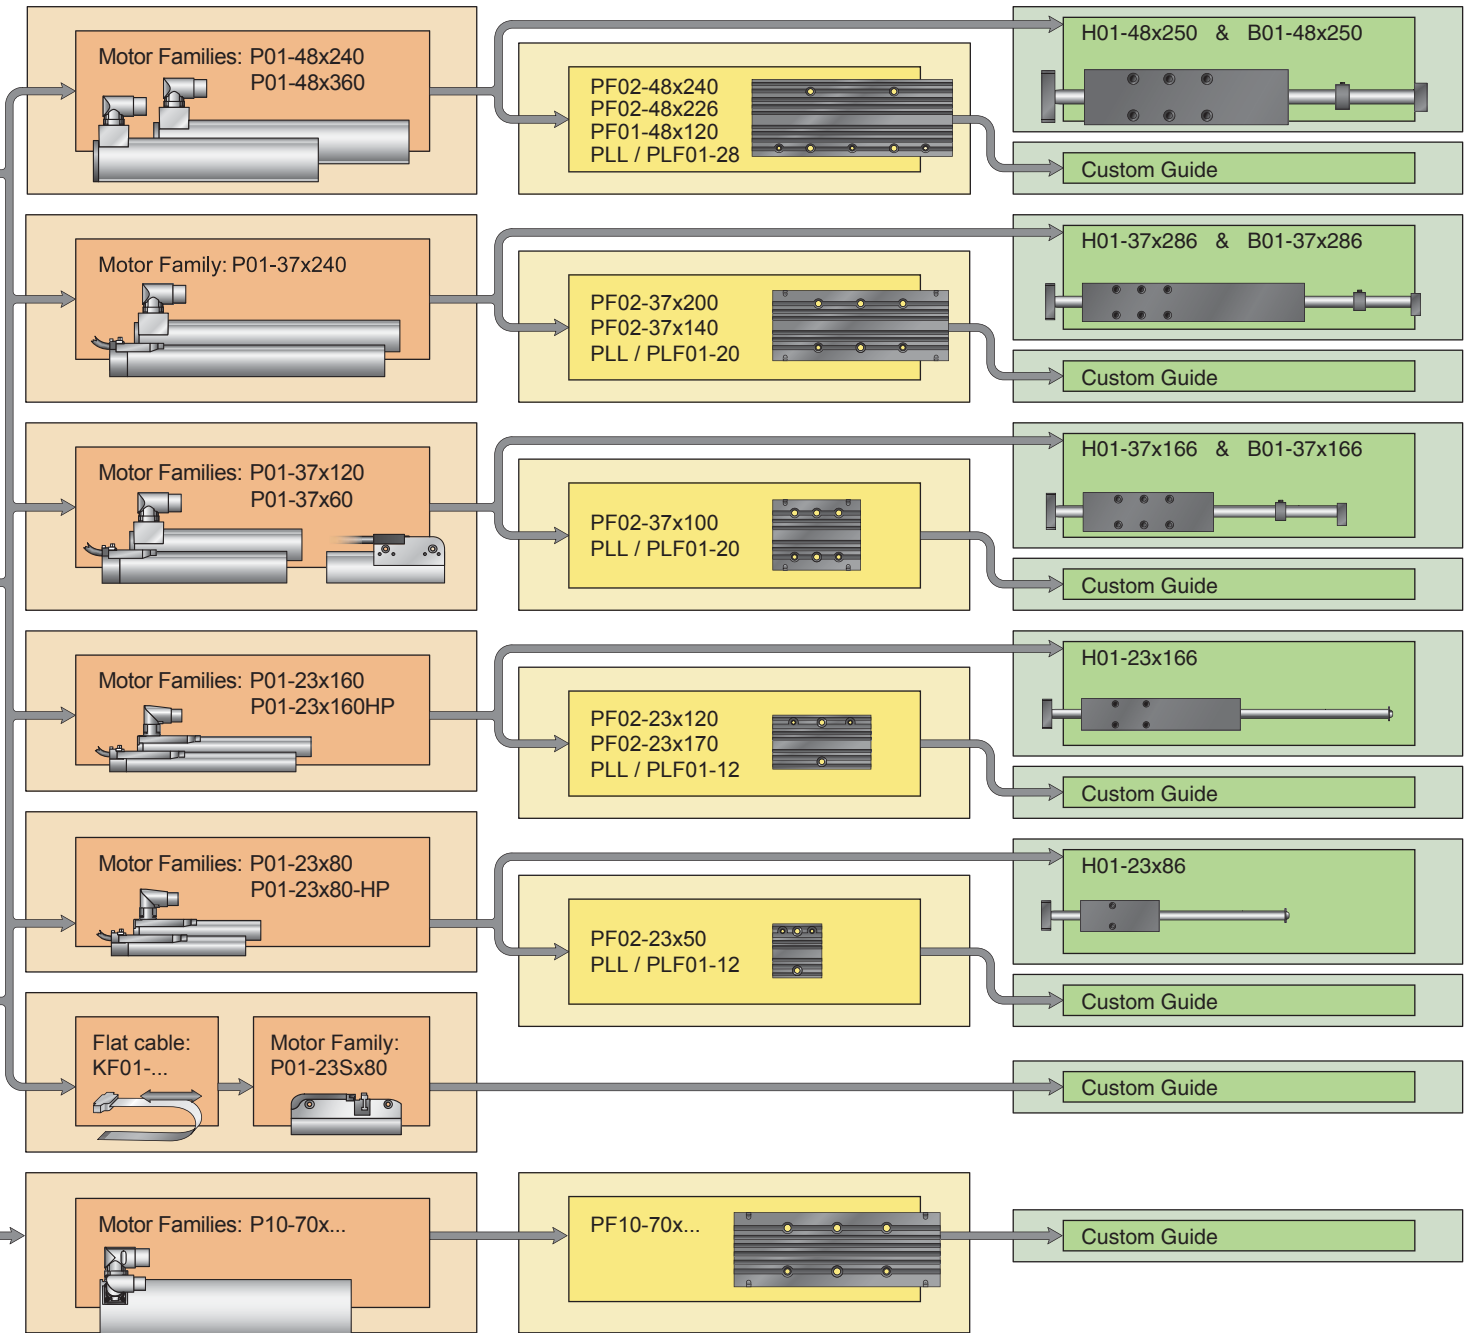 Motor Families: P01-48x240
P01-48x360
PF02-48x240
PF02-48x226
PF01-48x120
PLL / PLF01-28
H01-48x250 & B01-48x250
Custom Guide
Motor Family: P01-37x240
PF02-37x200
PF02-37x140
PLL / PLF01-20
H01-37x286 & B01-37x286
Custom Guide
Motor Families: P01-37x120
P01-37x60
PF02-37x100
PLL / PLF01-20
H01-37x166 & B01-37x166
Custom Guide
Motor Families: P01-23x160
P01-23x160HP
PF02-23x120
PF02-23x170
PLL / PLF01-12
H01-23x166
Custom Guide
Motor Families: P01-23x80
P01-23x80-HP
PF02-23x50
PLL / PLF01-12
H01-23x86
Custom Guide
Flat cable:
KF01-...
Motor Family:
P01-23Sx80
Custom Guide
Motor Families: P10-70x...
PF10-70x...
Custom Guide